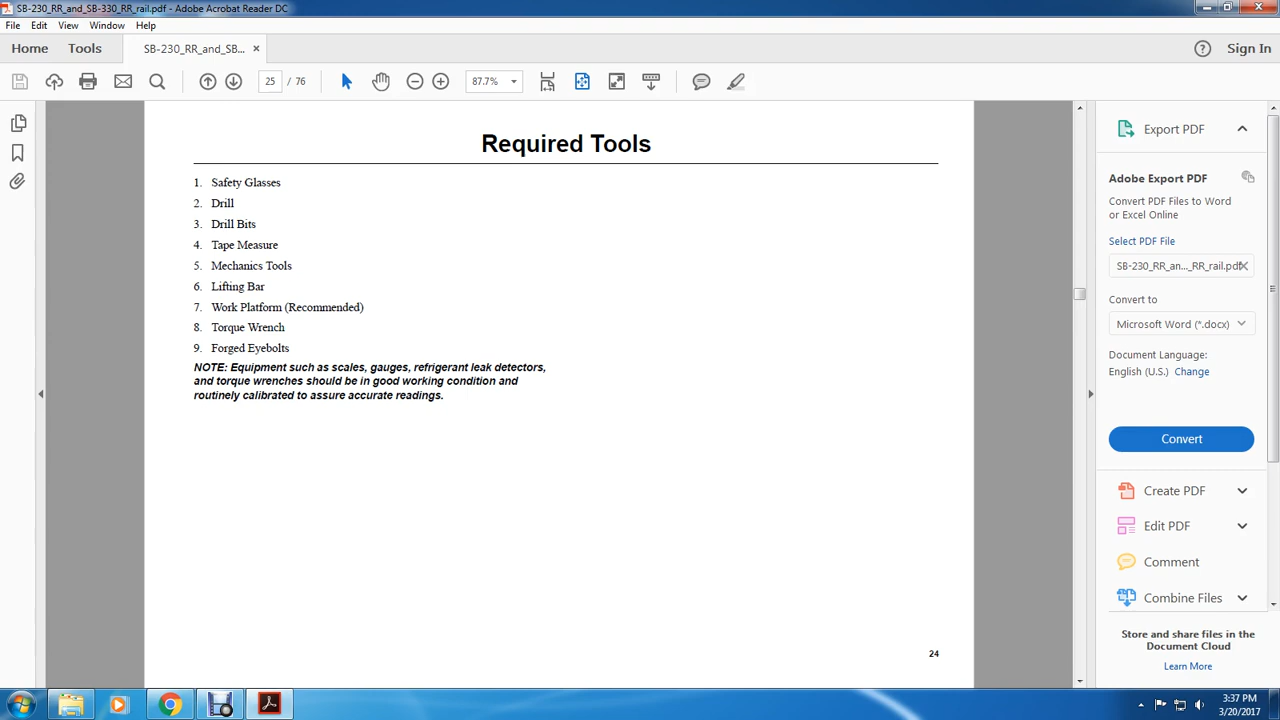 SB-230_RR_and_SB-330_RR_rail.pdf - Adobe Acrobat Reader DC
File Edit View Window Help
Home Tools SB-230_RR_and_SB... × Sign In
25 / 76 87.7%
Required Tools
1. Safety Glasses
2. Drill
3. Drill Bits
4. Tape Measure
5. Mechanics Tools
6. Lifting Bar
7. Work Platform (Recommended)
8. Torque Wrench
9. Forged Eyebolts
NOTE: Equipment such as scales, gauges, refrigerant leak detectors,
and torque wrenches should be in good working condition and
routinely calibrated to assure accurate readings.
24
Export PDF
Adobe Export PDF
Convert PDF Files to Word
or Excel Online
Select PDF File
SB-230_RR_an..._RR_rail.pdf
Convert to
Microsoft Word (*.docx)
Document Language:
English (U.S.) Change
Convert
Create PDF
Edit PDF
Comment
Combine Files
Store and share files in the
Document Cloud
Learn More
3:37 PM
3/20/2017